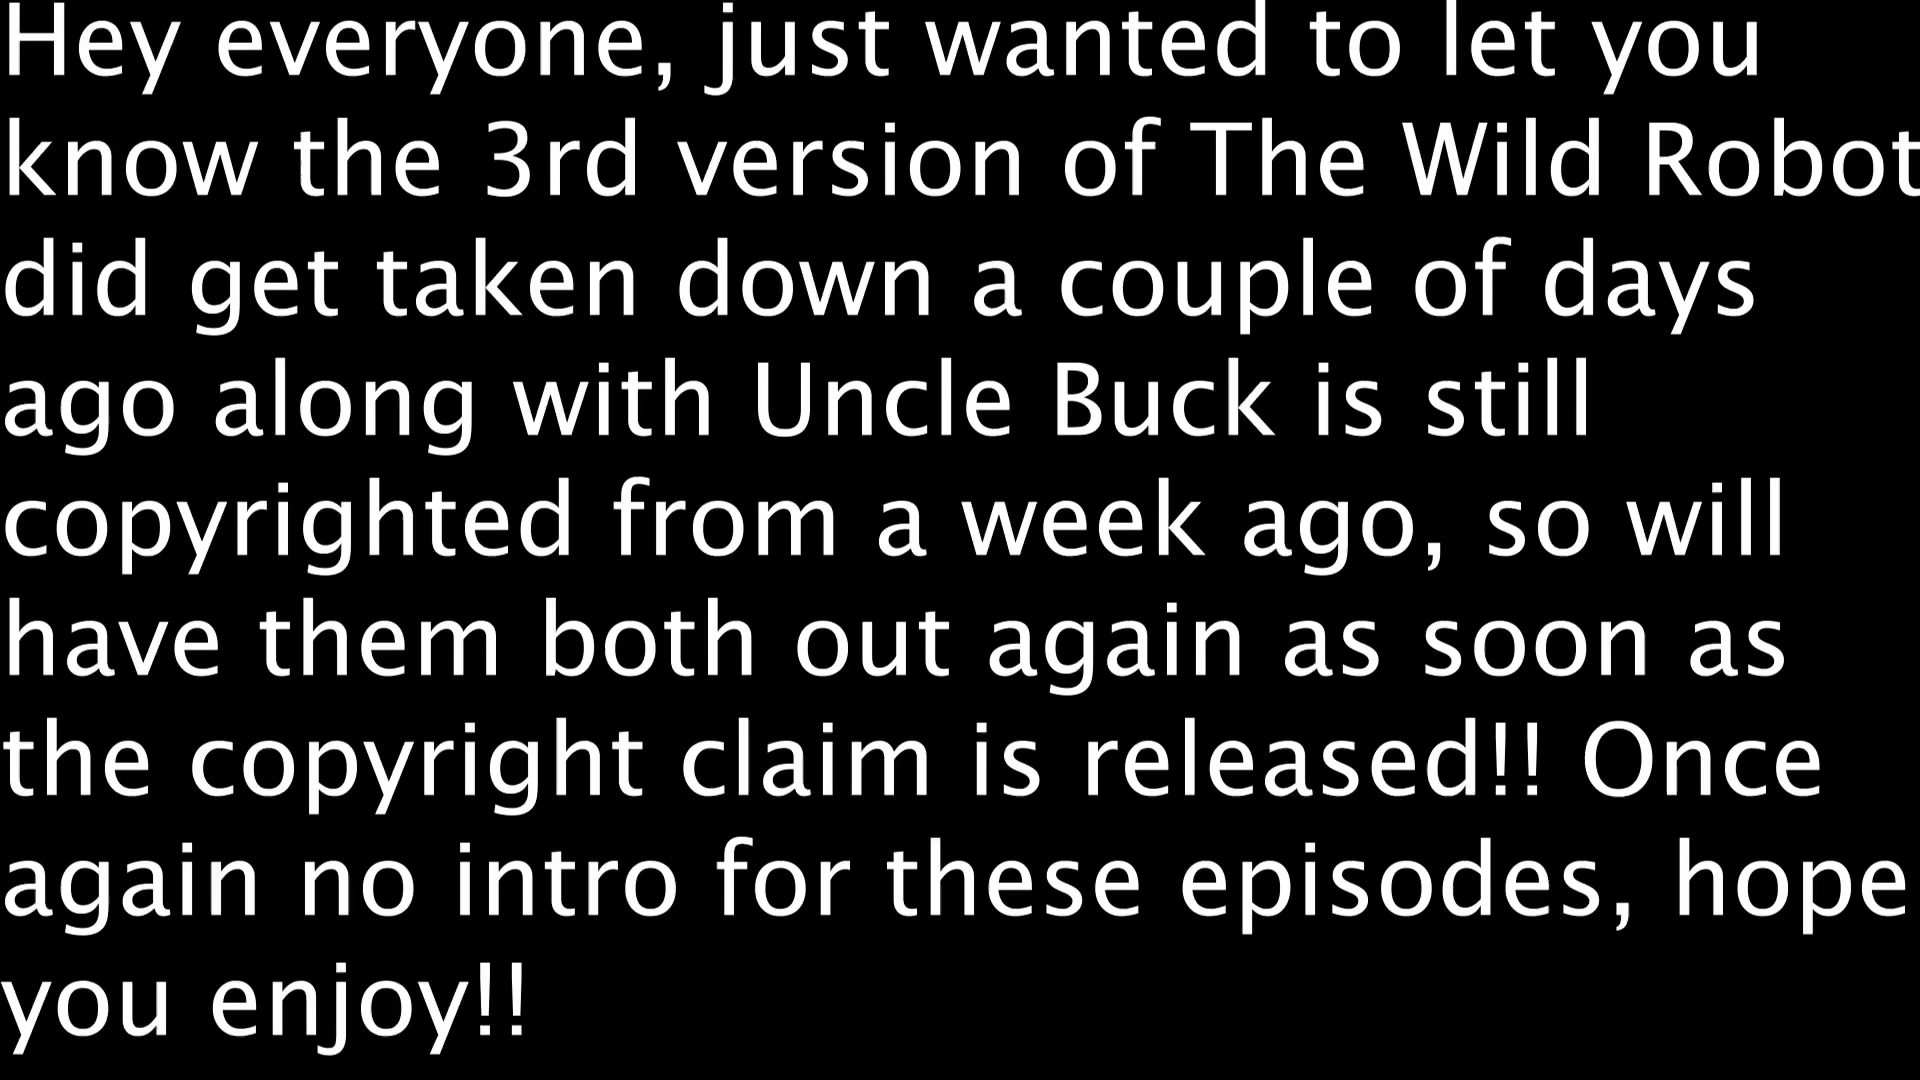 Hey everyone, just wanted to let you
know the 3rd version of The Wild Robot
did get taken down a couple of days
ago along with Uncle Buck is still
copyrighted from a week ago, so will
have them both out again as soon as
the copyright claim is released!! Once
again no intro for these episodes, hope
you enjoy!!